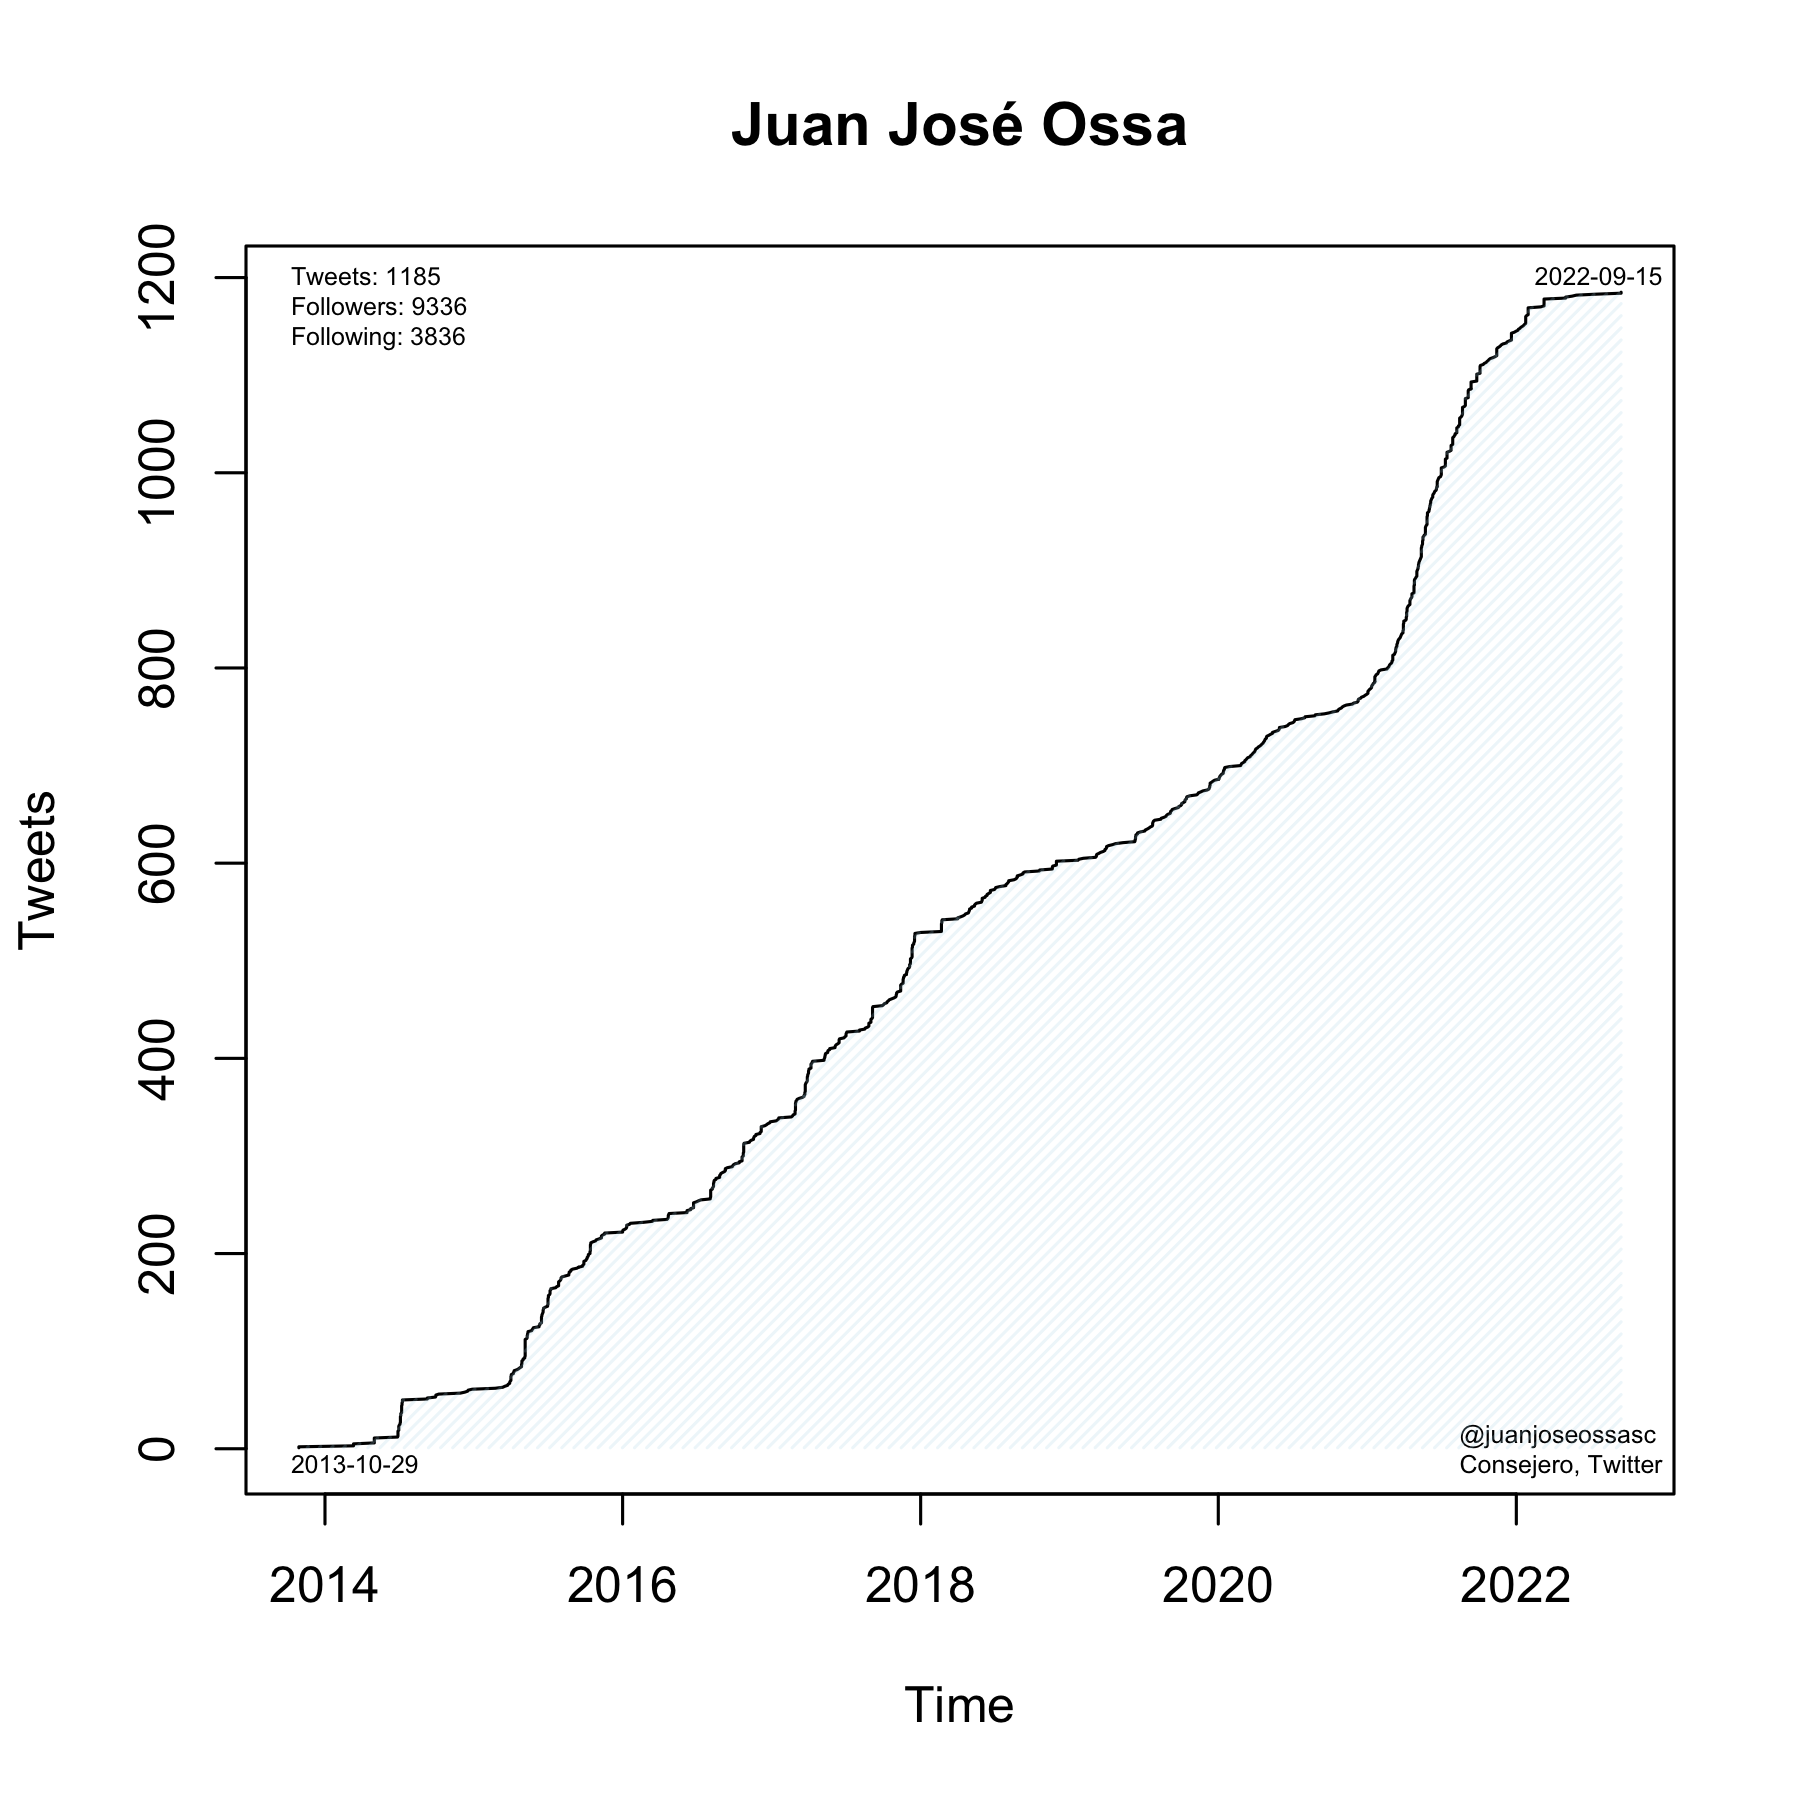 Juan José Ossa
Tweets: 1185
Followers: 9336
Following: 3836
2022-09-15
1200
1000
800
600
400
200
0
Tweets
2013-10-29
@juanjoseossasc
Consejero, Twitter
2014 2016 2018 2020 2022
Time